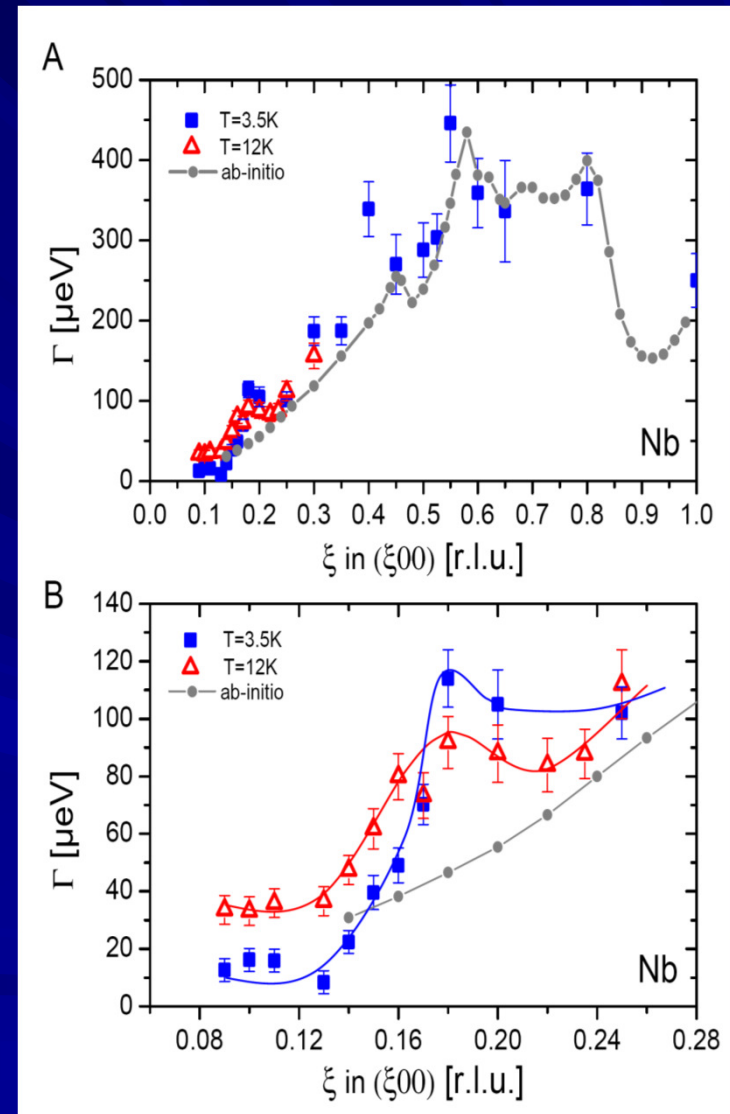 A
500
400
300
200
100
0
Γ [μeV]
T=3.5K
T=12K
ab-initio
Nb
0.0 0.1 0.2 0.3 0.4 0.5 0.6 0.7 0.8 0.9 1.0
ξ in (ξ00) [r.l.u.]
B
140
120
100
80
60
40
20
0
Γ [μeV]
T=3.5K
T=12K
ab-initio
Nb
0.08 0.12 0.16 0.20 0.24 0.28
ξ in (ξ00) [r.l.u.]